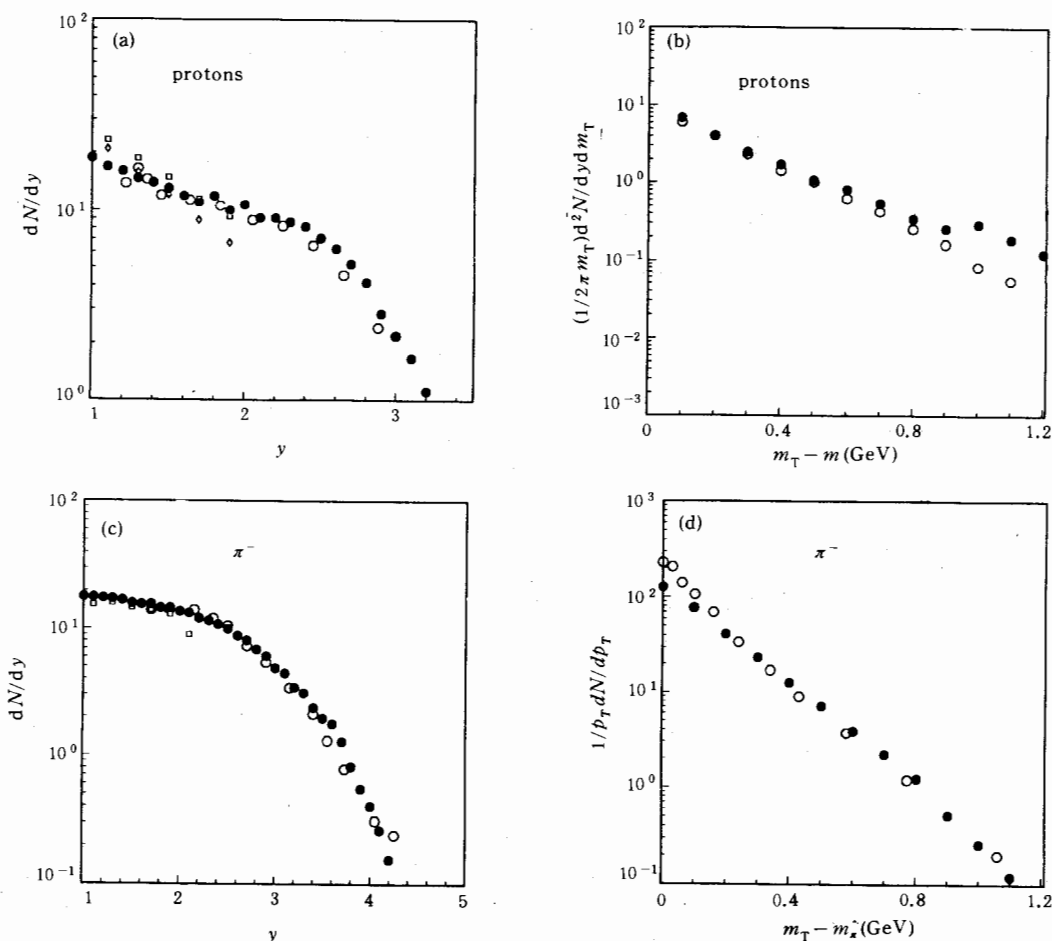 10²
(a)
protons
10¹
dN/dy
10⁰
1
2
3
y
10²
(b)
protons
10¹
10⁰
10⁻¹
10⁻²
10⁻³
(1/2π m_T)d²N/dydm_T
0
0.4
0.8
1.2
m_T − m (GeV)
10²
(c)
π⁻
10¹
dN/dy
10⁰
10⁻¹
1
2
3
4
5
y
10³
(d)
π⁻
10²
10¹
10⁰
10⁻¹
1/p_T dN/dp_T
0
0.4
0.8
1.2
m_T − m_π (GeV)